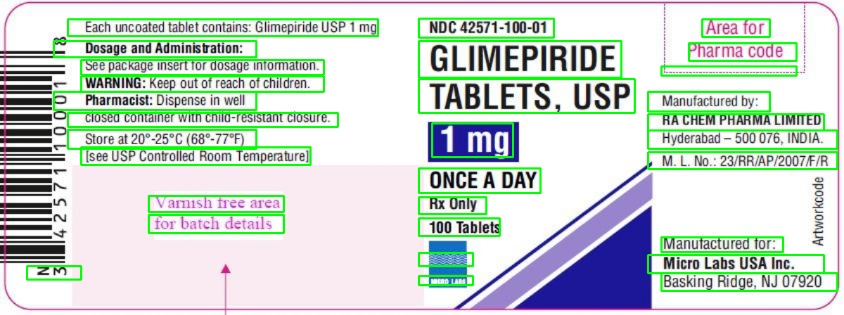 Each uncoated tablet contains: Glimepiride USP 1 mg
Dosage and Administration:
See package insert for dosage information.
WARNING: Keep out of reach of children.
Pharmacist: Dispense in well
closed container with child-resistant closure.
Store at 20°-25°C (68°-77°F)
[see USP Controlled Room Temperature]
Varnish free area
for batch details
N
3 42571 10001 8
NDC 42571-100-01
GLIMEPIRIDE
TABLETS, USP
1 mg
ONCE A DAY
Rx Only
100 Tablets
MICRO LABS
Area for
Pharma code
Manufactured by:
RA CHEM PHARMA LIMITED
Hyderabad – 500 076, INDIA.
M. L. No.: 23/RR/AP/2007/F/R
Manufactured for:
Micro Labs USA Inc.
Basking Ridge, NJ 07920
Artworkcode